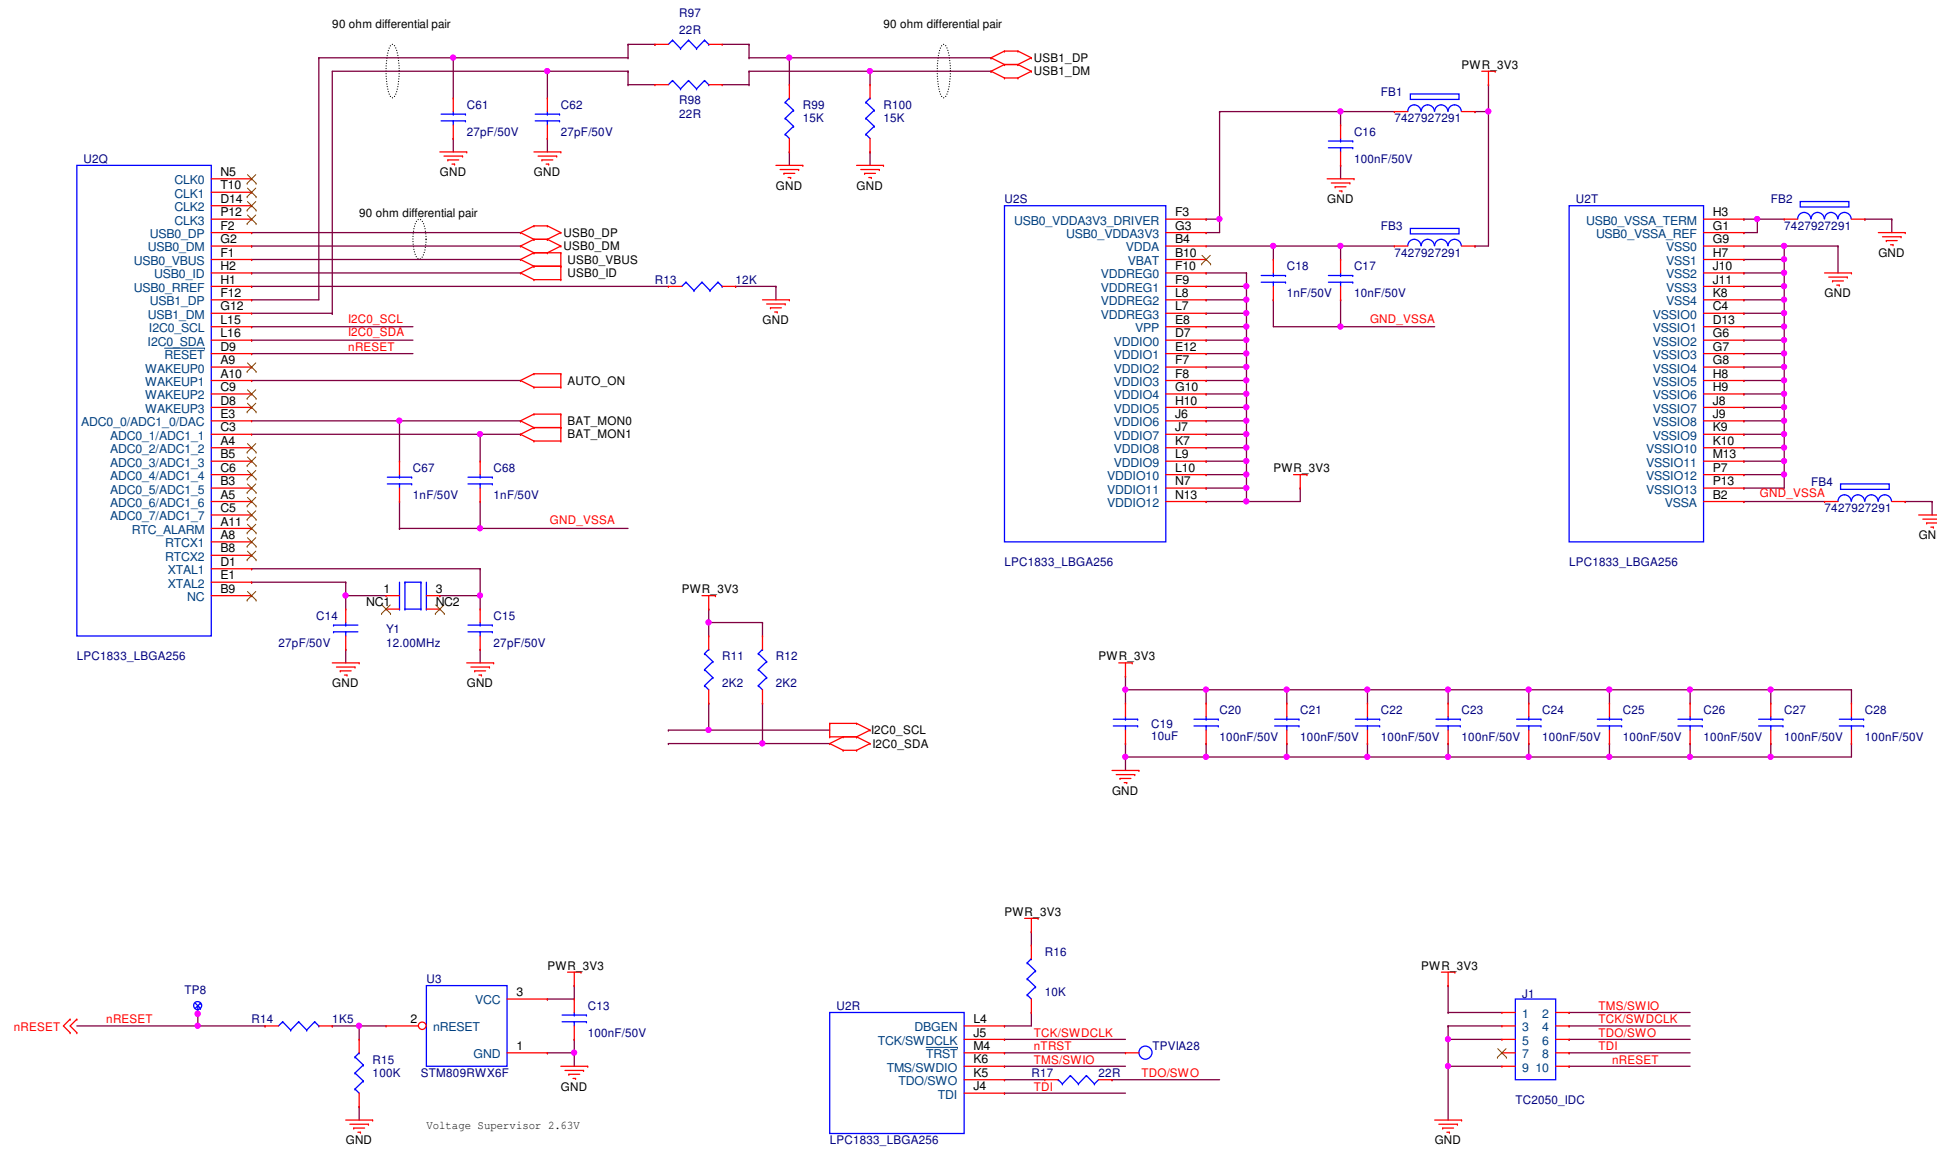 90 ohm differential pair
R97
22R
90 ohm differential pair
USB1_DP
USB1_DM
R98
22R
C61
27pF/50V
C62
27pF/50V
R99
15K
R100
15K
GND
GND
GND
GND
U2Q
CLK0 N5
CLK1 T10
CLK2 D14
CLK3 P12
USB0_DP F2
USB0_DM G2
USB0_VBUS F1
USB0_ID H2
USB0_RREF H1
USB1_DP F12
USB1_DM G12
I2C0_SCL L15
I2C0_SDA L16
RESET D9
WAKEUP0 A9
WAKEUP1 A10
WAKEUP2 C9
WAKEUP3 D8
ADC0_0/ADC1_0/DAC E3
ADC0_1/ADC1_1 C3
ADC0_2/ADC1_2 A4
ADC0_3/ADC1_3 B5
ADC0_4/ADC1_4 C6
ADC0_5/ADC1_5 B3
ADC0_6/ADC1_6 A5
ADC0_7/ADC1_7 C5
RTC_ALARM A11
RTCX1 A8
RTCX2 B8
XTAL1 D1
XTAL2 E1
NC B9
LPC1833_LBGA256
90 ohm differential pair
USB0_DP
USB0_DM
USB0_VBUS
USB0_ID
R13 12K
GND
I2C0_SCL
I2C0_SDA
nRESET
AUTO_ON
BAT_MON0
BAT_MON1
C67
1nF/50V
C68
1nF/50V
GND_VSSA
1 3
NC1 NC2
Y1
12.00MHz
C14
27pF/50V
C15
27pF/50V
GND
GND
PWR_3V3
FB1
7427927291
C16
100nF/50V
GND
U2S
USB0_VDDA3V3_DRIVER F3
USB0_VDDA3V3 G3
VDDA B4
VBAT B10
VDDREG0 F10
VDDREG1 F9
VDDREG2 L8
VDDREG3 L7
VPP E8
VDDIO0 D7
VDDIO1 E12
VDDIO2 F7
VDDIO3 F8
VDDIO4 G10
VDDIO5 H10
VDDIO6 J6
VDDIO7 J7
VDDIO8 K7
VDDIO9 L9
VDDIO10 L10
VDDIO11 N7
VDDIO12 N13
LPC1833_LBGA256
FB3
7427927291
C18
1nF/50V
C17
10nF/50V
GND_VSSA
PWR_3V3
U2T
USB0_VSSA_TERM H3
USB0_VSSA_REF G1
VSS0 G9
VSS1 H7
VSS2 J10
VSS3 J11
VSS4 K8
VSSIO0 C4
VSSIO1 D13
VSSIO2 G6
VSSIO3 G7
VSSIO4 G8
VSSIO5 H8
VSSIO6 H9
VSSIO7 J8
VSSIO8 J9
VSSIO9 K9
VSSIO10 K10
VSSIO11 M13
VSSIO12 P7
VSSIO13 P13
VSSA B2
LPC1833_LBGA256
FB2
7427927291
GND
GND
GND_VSSA
FB4
7427927291
GN
PWR_3V3
R11
2K2
R12
2K2
I2C0_SCL
I2C0_SDA
PWR_3V3
C19
10uF
C20
100nF/50V
C21
100nF/50V
C22
100nF/50V
C23
100nF/50V
C24
100nF/50V
C25
100nF/50V
C26
100nF/50V
C27
100nF/50V
C28
100nF/50V
GND
nRESET
nRESET
TP8
R14 1K5
R15
100K
GND
U3
VCC 3
2 nRESET
GND 1
STM809RWX6F
PWR_3V3
C13
100nF/50V
GND
Voltage Supervisor 2.63V
PWR_3V3
R16
10K
U2R
DBGEN L4
TCK/SWDCLK J5 TCK/SWDCLK
TRST M4 nTRST TPVIA28
TMS/SWDIO K6 TMS/SWIO
TDO/SWO K5 R17 22R TDO/SWO
TDI J4 TDI
LPC1833_LBGA256
PWR_3V3
J1
1 2 TMS/SWIO
3 4 TCK/SWDCLK
5 6 TDO/SWO
7 8 TDI
9 10 nRESET
TC2050_IDC
GND